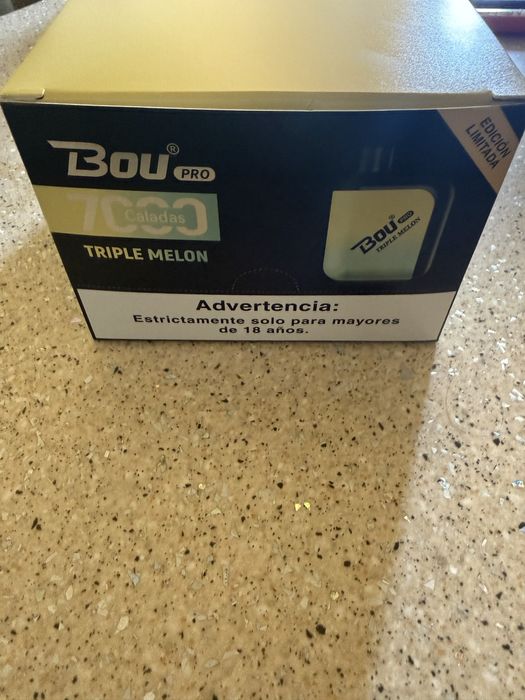 BOU® PRO
7000
Caladas
TRIPLE MELON
EDICIÓN
LIMITADA
BOU® PRO
TRIPLE MELON
Advertencia:
Estrictamente solo para mayores
de 18 años.